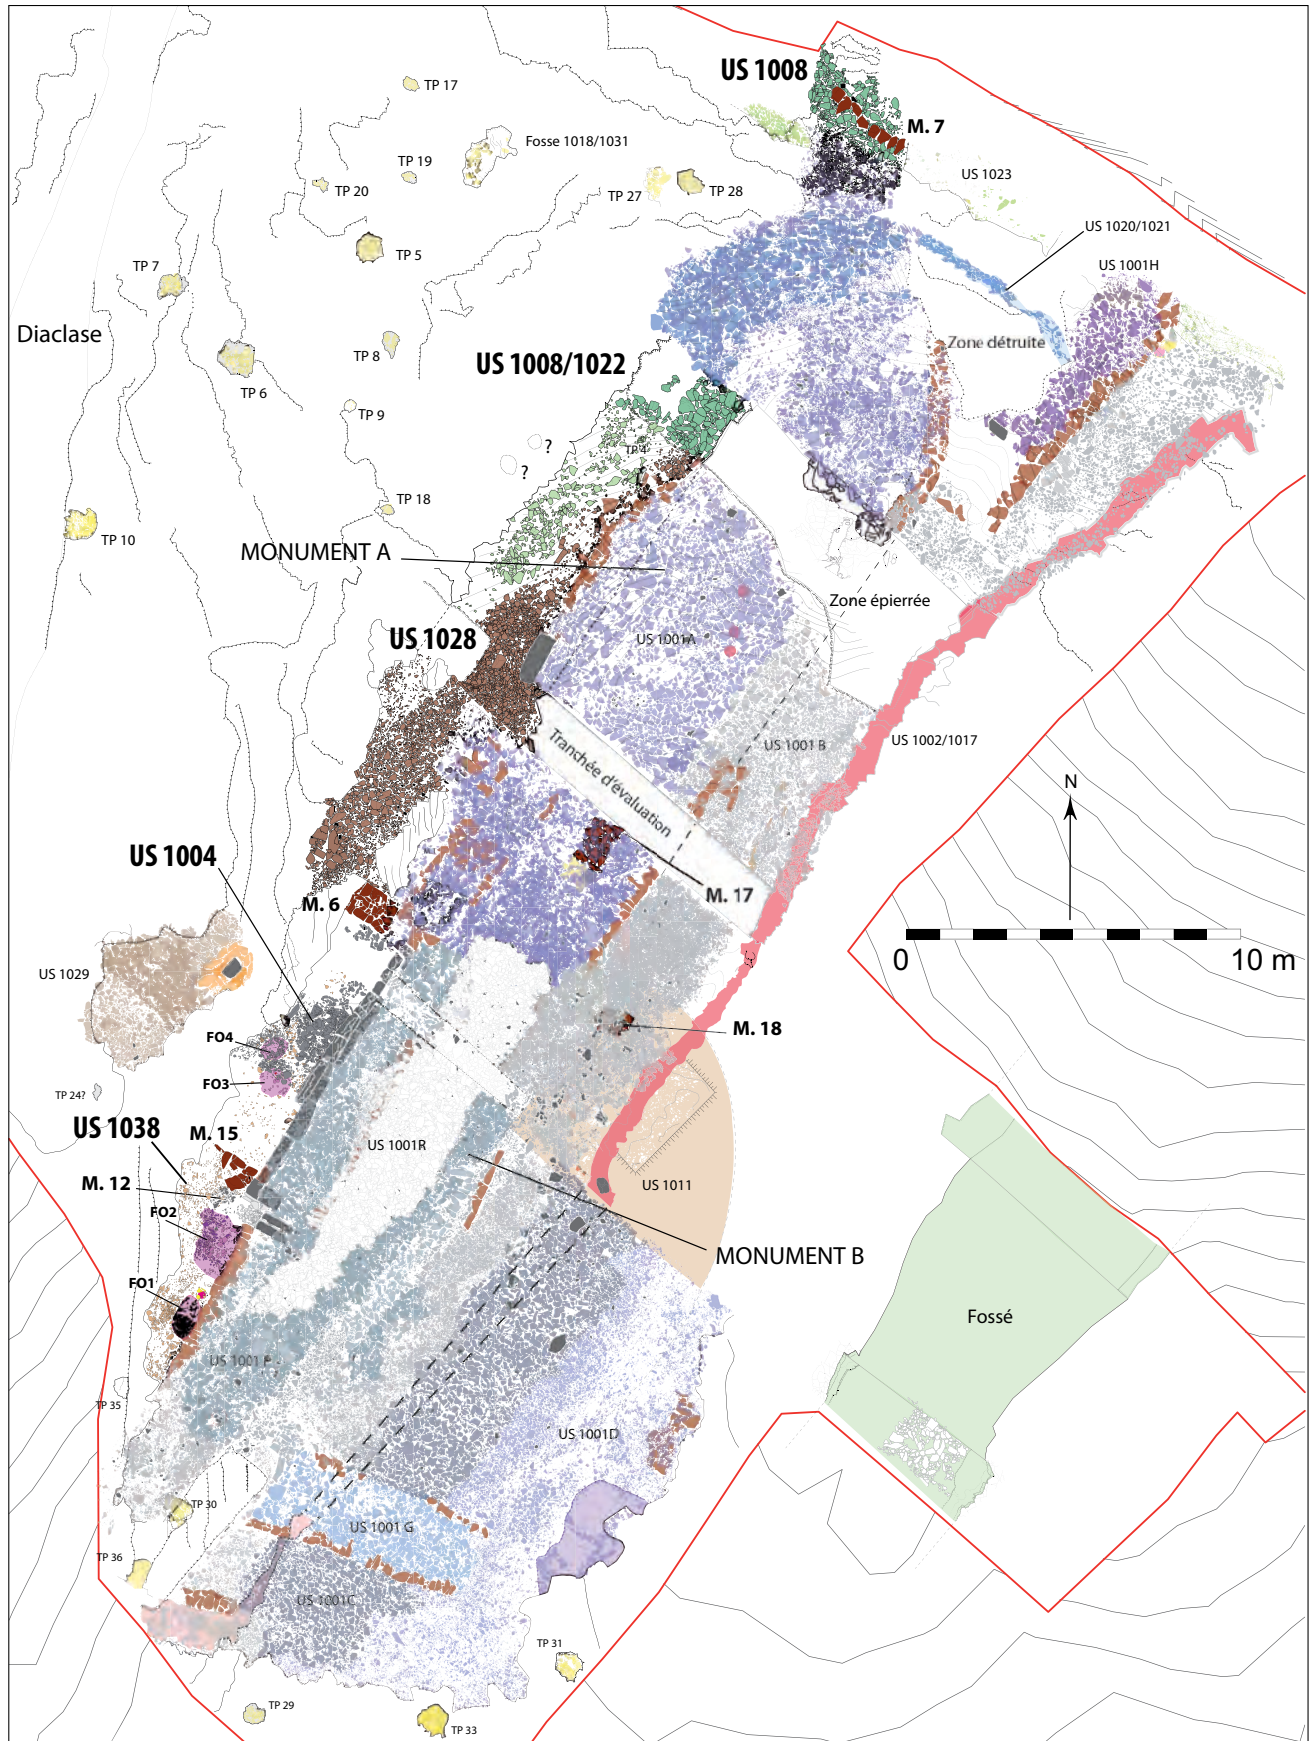 US 1008
TP 17
M. 7
Fosse 1018/1031
TP 19
TP 20
TP 27
TP 28
US 1023
US 1020/1021
TP 5
TP 7
US 1001H
Diaclase
TP 8
Zone détruite
US 1008/1022
TP 6
TP 9
?
TP 4
?
TP 18
TP 10
MONUMENT A
Zone épierrée
US 1028
US 1001A
US 1002/1017
US 1001 B
Tranchée d'évaluation
N
US 1004
M. 6
M. 17
0
10 m
US 1029
M. 18
FO4
FO3
TP 24?
US 1038
M. 15
US 1001R
M. 12
US 1011
FO2
MONUMENT B
FO1
Fossé
US 1001 F
TP 35
US 1001D
TP 30
US 1001 G
TP 36
US 1001C
TP 31
TP 29
TP 33